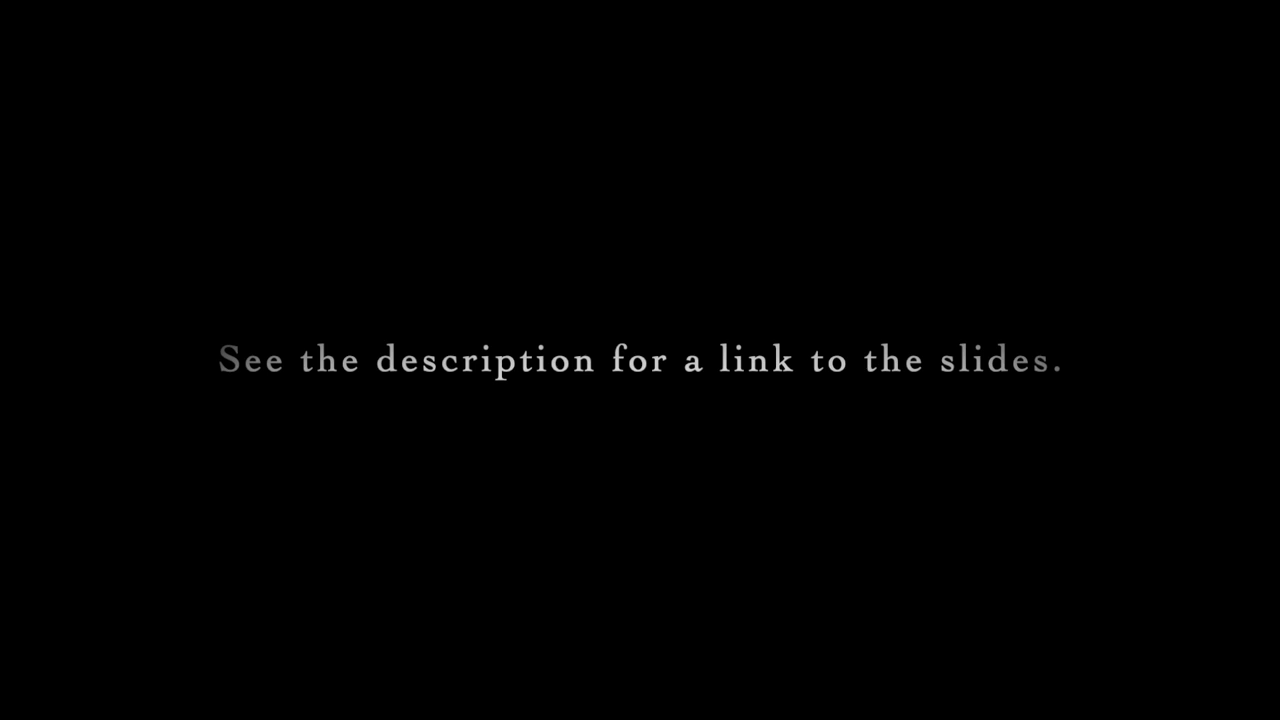 See the description for a link to the slides.